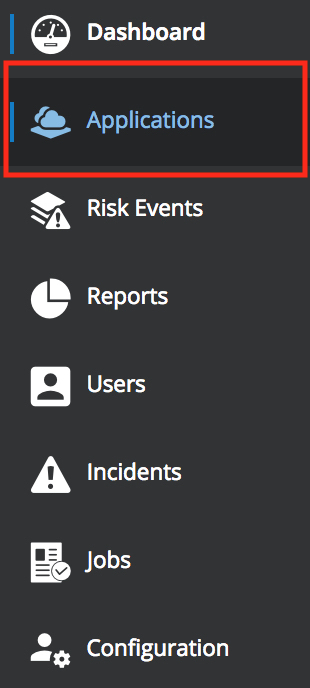 Dashboard
Applications
Risk Events
Reports
Users
Incidents
Jobs
Configuration